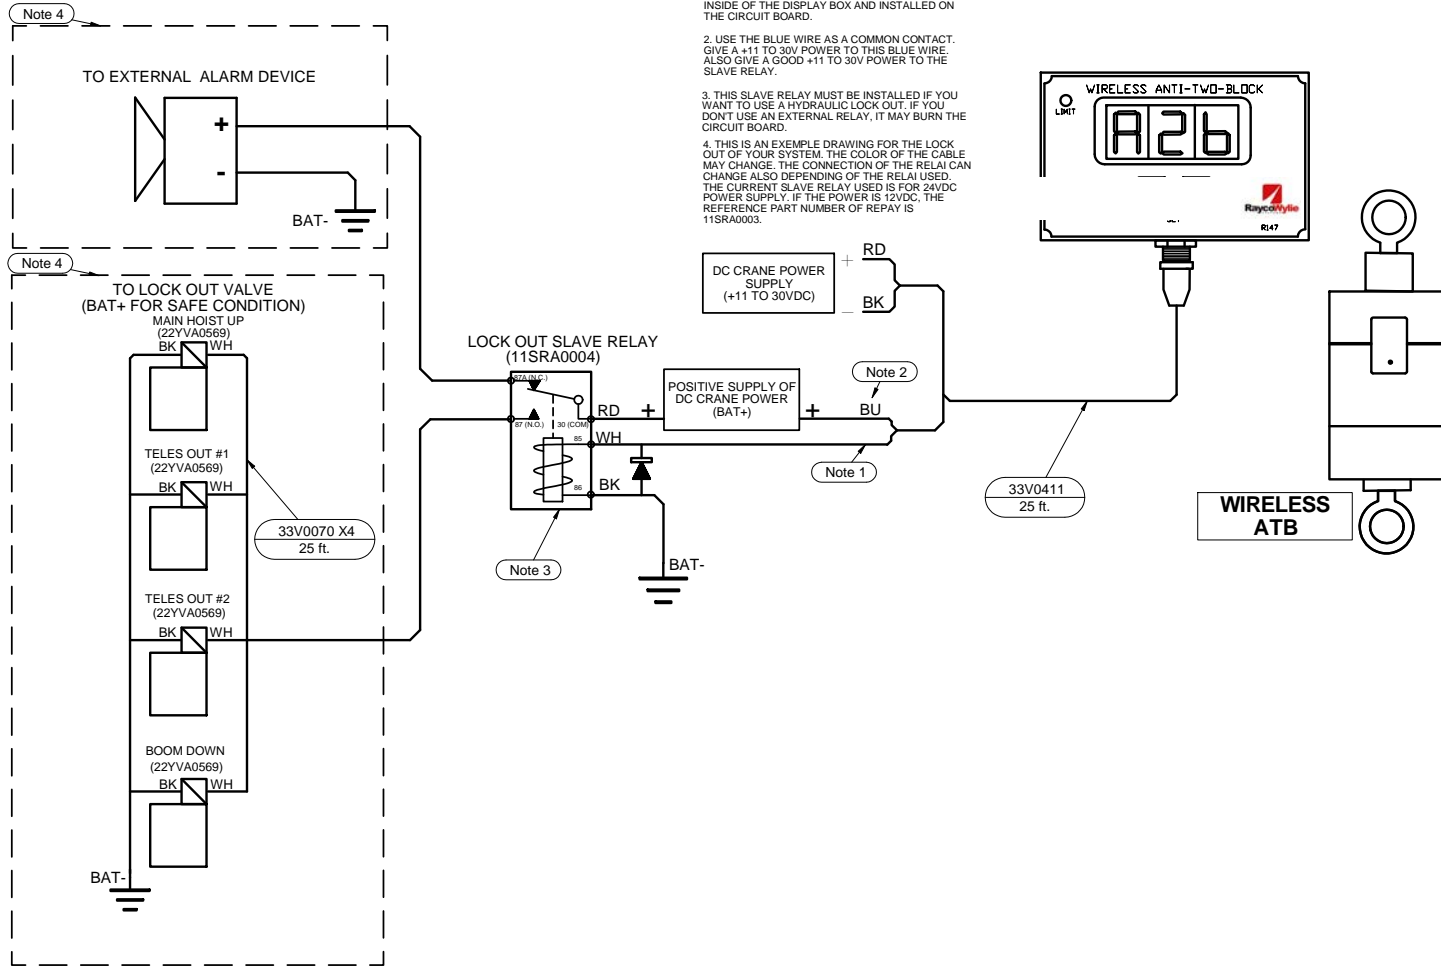 Note 4
TO EXTERNAL ALARM DEVICE
+
-
BAT-
INSIDE OF THE DISPLAY BOX AND INSTALLED ON
THE CIRCUIT BOARD.
2. USE THE BLUE WIRE AS A COMMON CONTACT.
GIVE A +11 TO 30V POWER TO THIS BLUE WIRE.
ALSO GIVE A GOOD +11 TO 30V POWER TO THE
SLAVE RELAY.
3. THIS SLAVE RELAY MUST BE INSTALLED IF YOU
WANT TO USE A HYDRAULIC LOCK OUT. IF YOU
DON'T USE AN EXTERNAL RELAY, IT MAY BURN THE
CIRCUIT BOARD.
4. THIS IS AN EXEMPLE DRAWING FOR THE LOCK
OUT OF YOUR SYSTEM. THE COLOR OF THE CABLE
MAY CHANGE. THE CONNECTION OF THE RELAI CAN
CHANGE ALSO DEPENDING OF THE RELAI USED.
THE CURRENT SLAVE RELAY USED IS FOR 24VDC
POWER SUPPLY. IF THE POWER IS 12VDC, THE
REFERENCE PART NUMBER OF REPAY IS
11SRA0003.
WIRELESS ANTI-TWO-BLOCK
LIMIT
A2b
RaycoWylie
R147
Note 4
TO LOCK OUT VALVE
(BAT+ FOR SAFE CONDITION)
MAIN HOIST UP
(22YVA0569)
BK WH
TELES OUT #1
(22YVA0569)
BK WH
33V0070 X4
25 ft.
TELES OUT #2
(22YVA0569)
BK WH
BOOM DOWN
(22YVA0569)
BK WH
BAT-
DC CRANE POWER
SUPPLY
(+11 TO 30VDC)
+ RD
- BK
LOCK OUT SLAVE RELAY
(11SRA0004)
87A (N.C.)
87 (N.O.) 30 (COM)
85
86
RD +
POSITIVE SUPPLY OF
DC CRANE POWER
(BAT+)
+ BU
Note 2
WH
Note 1
BK
BAT-
Note 3
33V0411
25 ft.
WIRELESS
ATB